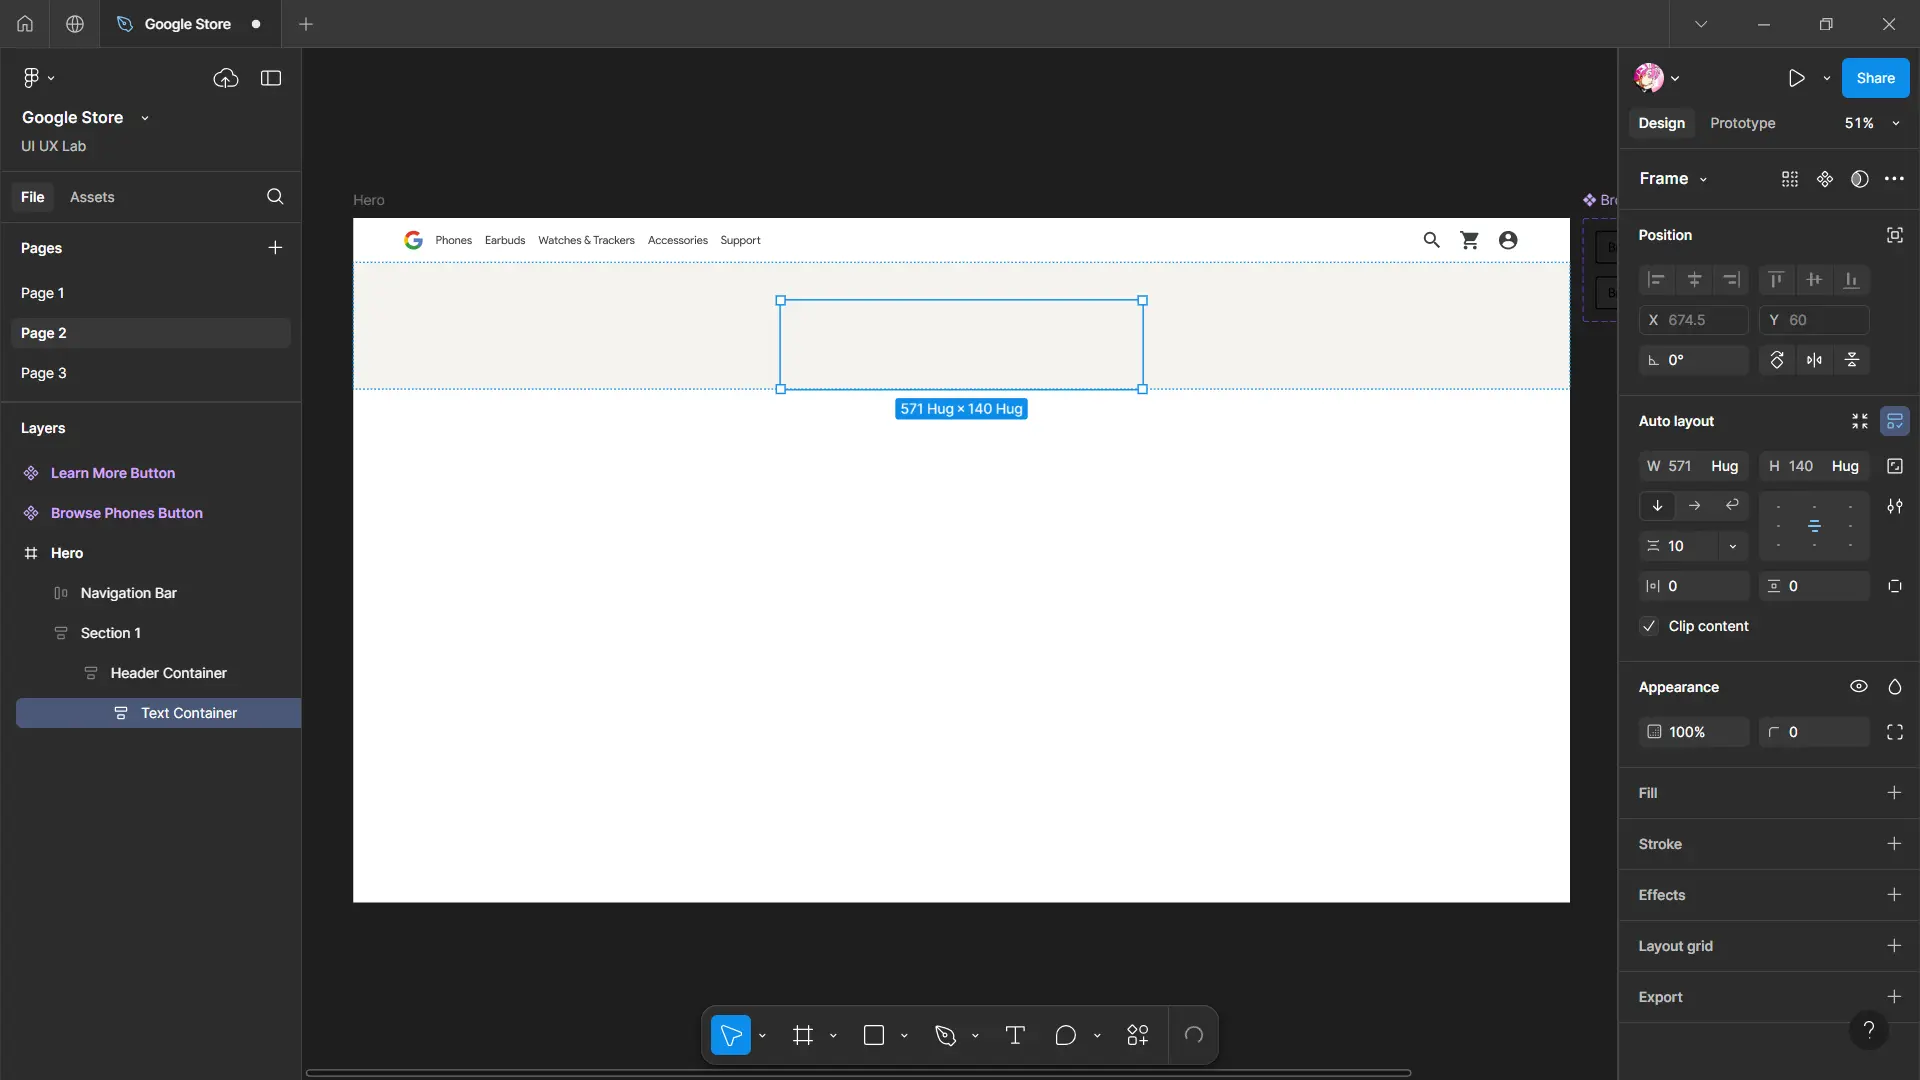 Google Store
Share
Google Store
UI UX Lab
Design
Prototype
51%
File
Assets
Frame
Pages
Page 1
Page 2
Page 3
Layers
Learn More Button
Browse Phones Button
Hero
Navigation Bar
Section 1
Header Container
Text Container
Hero
Bro
G Phones Earbuds Watches & Trackers Accessories Support
571 Hug × 140 Hug
Position
X 674.5
Y 60
0°
Auto layout
W 571 Hug
H 140 Hug
10
0
0
Clip content
Appearance
100%
0
Fill
Stroke
Effects
Layout grid
Export
?